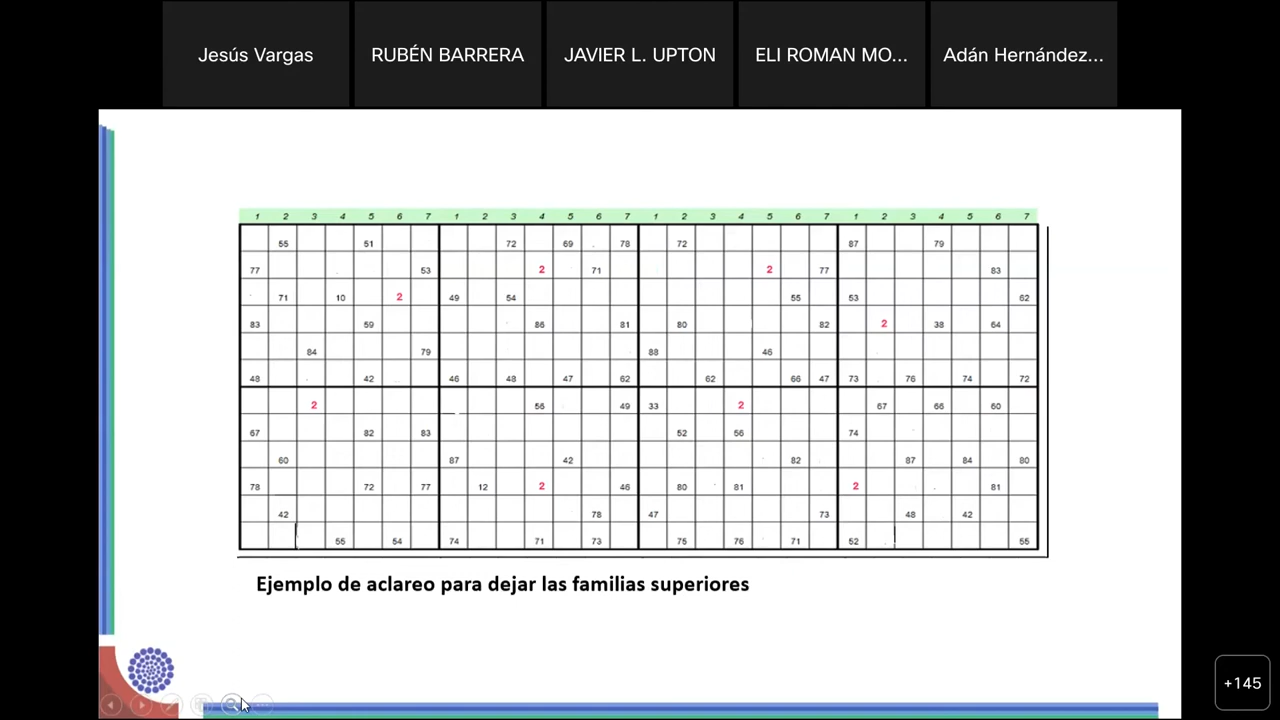 Jesús Vargas RUBÉN BARRERA JAVIER L. UPTON ELI ROMAN MO... Adán Hernández...
1 2 3 4 5 6 7 1 2 3 4 5 6 7 1 2 3 4 5 6 7 1 2 3 4 5 6 7
55 51 72 69 78 72 87 79
77 53 2 71 2 77 83
71 10 2 49 54 55 53 62
83 59 86 81 80 82 2 38 64
84 79 88 46
48 42 46 48 47 62 62 66 47 73 76 74 72
2 56 49 33 2 67 66 60
67 82 83 52 56 74
60 87 42 82 87 84 80
78 72 77 12 2 46 80 81 2 81
42 78 47 73 48 42
55 54 74 71 73 75 76 71 52 55
Ejemplo de aclareo para dejar las familias superiores
+145